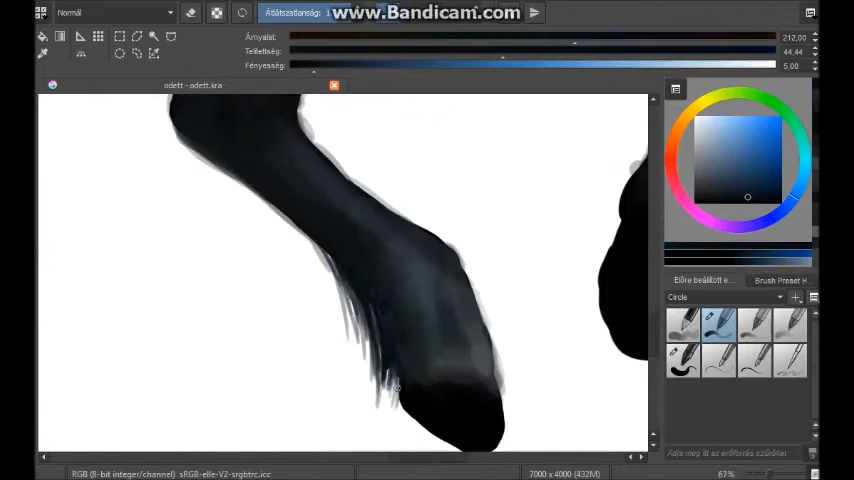 www.Bandicam.com
Normál
Átlátszatlanság:
Árnyalat:
212,00
Telítettség:
44,44
Fényesség:
5,00
odett - odett.kra
Előre beállított e...
Brush Preset H...
Circle
Adja meg itt az erőforrás szűrőket
RGB (8-bit integer/channel) sRGB-elle-V2-srgbtrc.icc
7000 x 4000 (432M)
67%